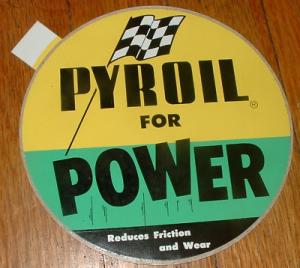 PYROIL®
FOR
POWER
Reduces Friction
and Wear